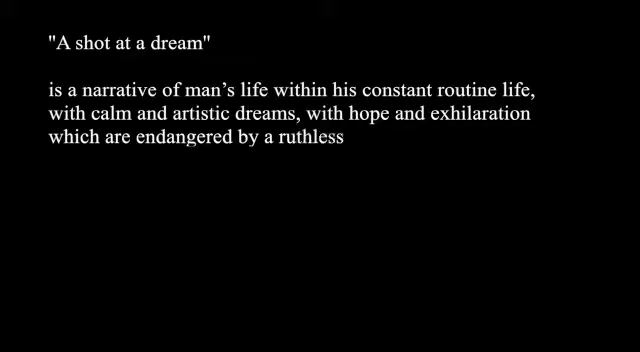 "A shot at a dream"
is a narrative of man’s life within his constant routine life,
with calm and artistic dreams, with hope and exhilaration
which are endangered by a ruthless